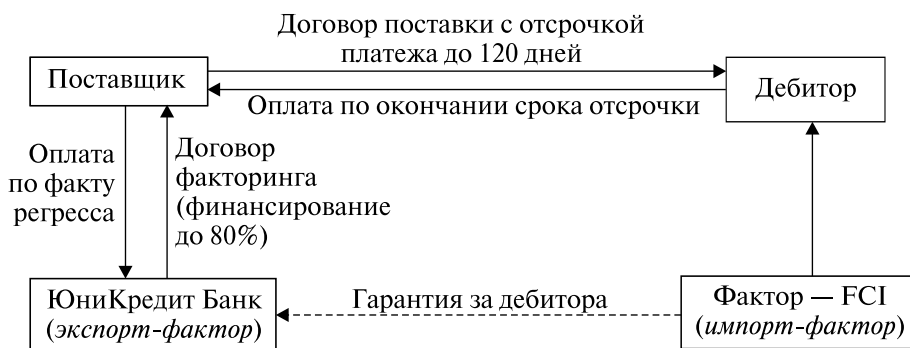 Договор поставки с отсрочкой
платежа до 120 дней
Поставщик
Дебитор
Оплата по окончании срока отсрочки
Оплата
по факту
регресса
Договор
факторинга
(финансирование
до 80%)
ЮниКредит Банк
(экспорт-фактор)
Гарантия за дебитора
Фактор — FCI
(импорт-фактор)